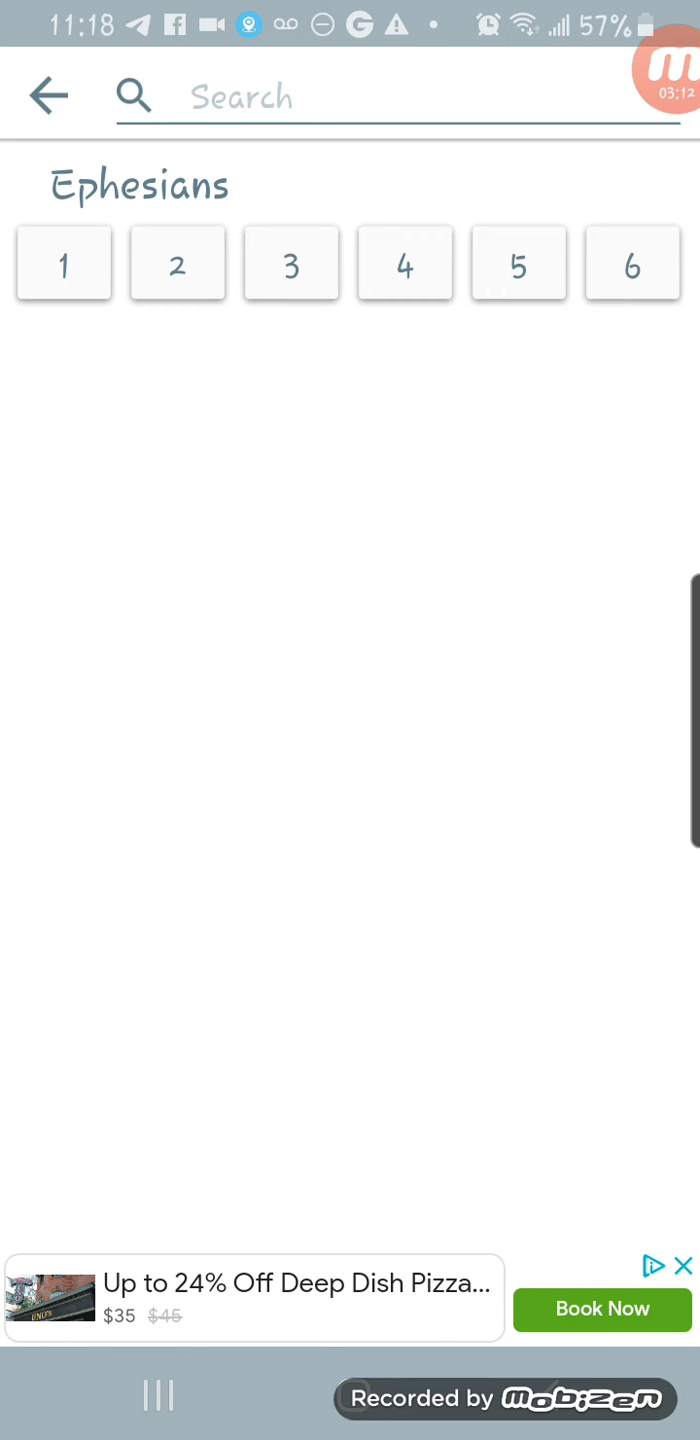 11:18 57%
Search
03:12
Ephesians
1 2 3 4 5 6
Up to 24% Off Deep Dish Pizza...
$35 $45
Book Now
UNO's
Recorded by mobizen